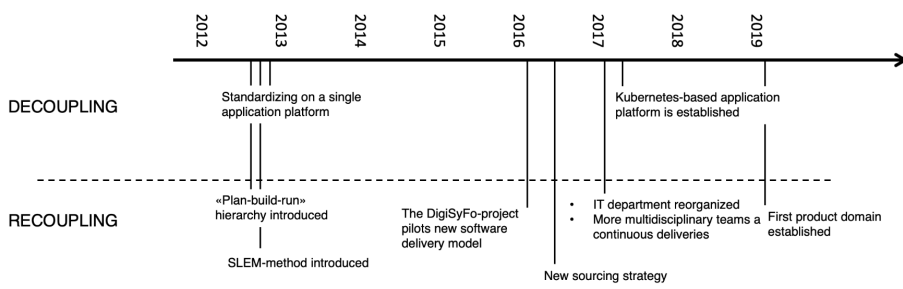 2012
2013
2014
2015
2016
2017
2018
2019
DECOUPLING
Standardizing on a single
application platform
Kubernetes-based application
platform is established
RECOUPLING
«Plan-build-run»
hierarchy introduced
SLEM-method introduced
The DigiSyFo-project
pilots new software
delivery model
New sourcing strategy
• IT department reorganized
• More multidisciplinary teams a
continuous deliveries
First product domain
established